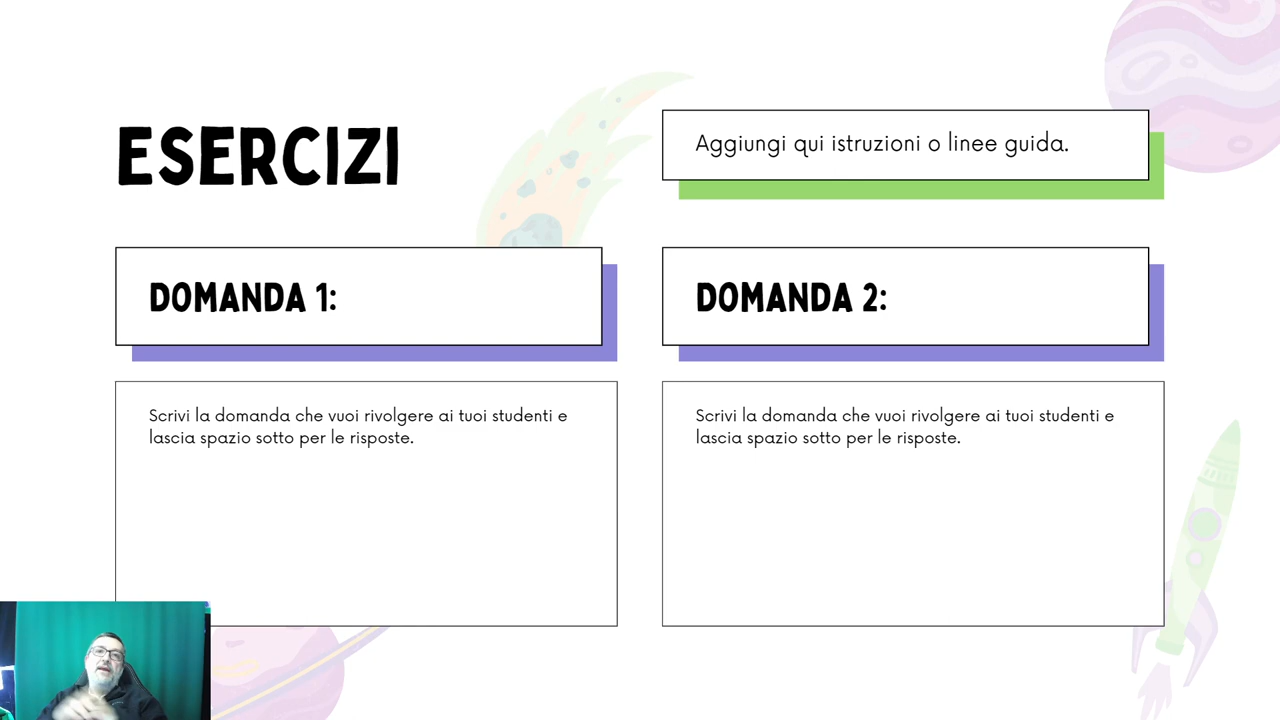 ESERCIZI
Aggiungi qui istruzioni o linee guida.
DOMANDA 1:
Scrivi la domanda che vuoi rivolgere ai tuoi studenti e
lascia spazio sotto per le risposte.
DOMANDA 2:
Scrivi la domanda che vuoi rivolgere ai tuoi studenti e
lascia spazio sotto per le risposte.